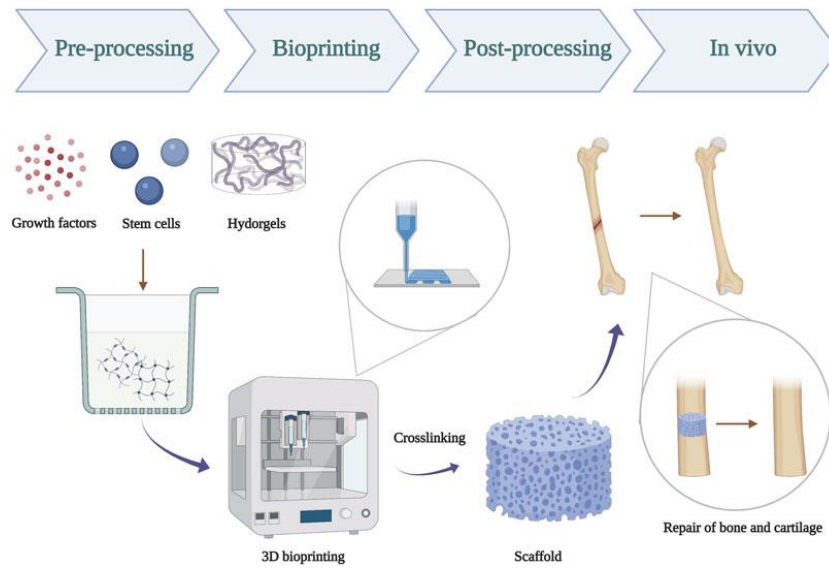 Pre-processing
Bioprinting
Post-processing
In vivo
Growth factors
Stem cells
Hydorgels
Crosslinking
3D bioprinting
Scaffold
Repair of bone and cartilage